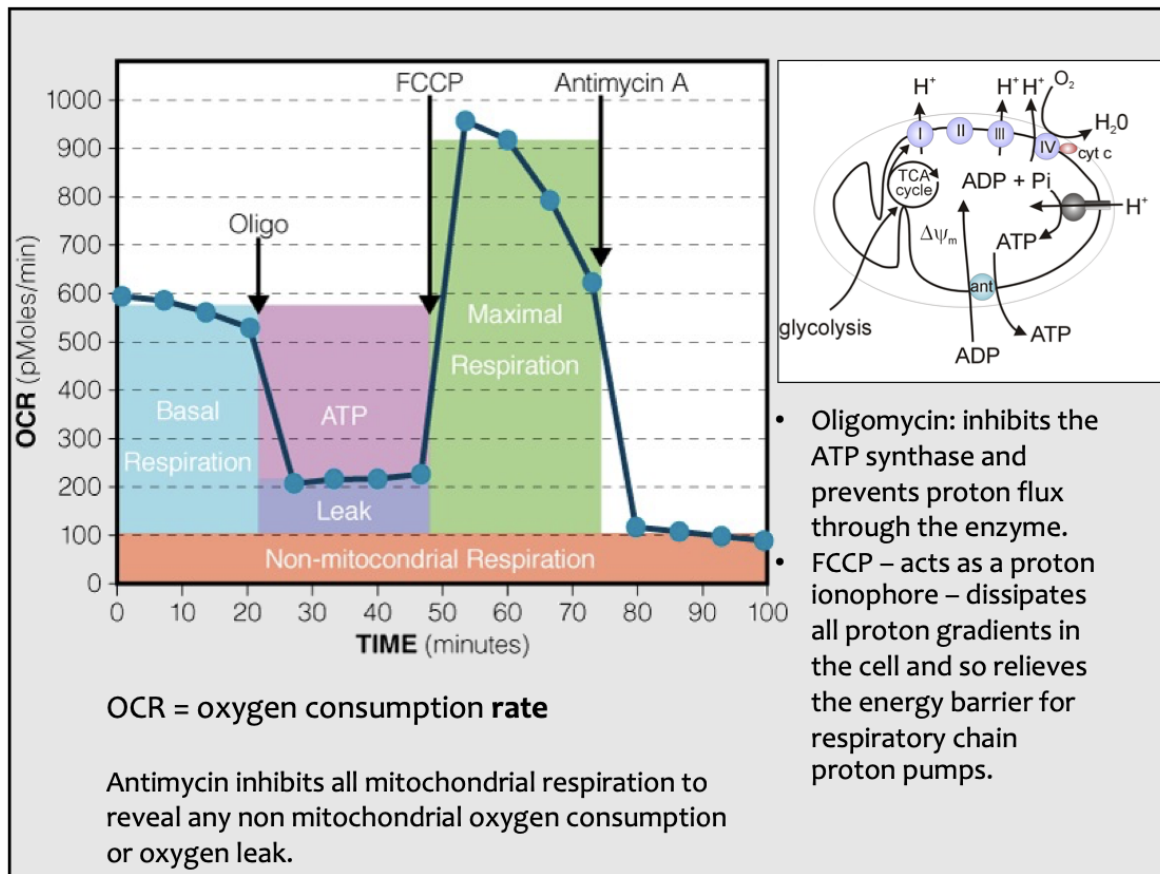 FCCP
Antimycin A
Oligo
1000
900
800
700
600
500
400
300
200
100
0
OCR (pMoles/min)
Basal
Respiration
ATP
Leak
Maximal
Respiration
Non-mitocondrial Respiration
0 10 20 30 40 50 60 70 80 90 100
TIME (minutes)
H+
H+ H+
O2
I
II
III
IV
H20
cyt c
TCA
cycle
ADP + Pi
H+
Δψm
ATP
ant
glycolysis
ATP
ADP
• Oligomycin: inhibits the
ATP synthase and
prevents proton flux
through the enzyme.
• FCCP – acts as a proton
ionophore – dissipates
all proton gradients in
the cell and so relieves
the energy barrier for
respiratory chain
proton pumps.
OCR = oxygen consumption rate
Antimycin inhibits all mitochondrial respiration to
reveal any non mitochondrial oxygen consumption
or oxygen leak.